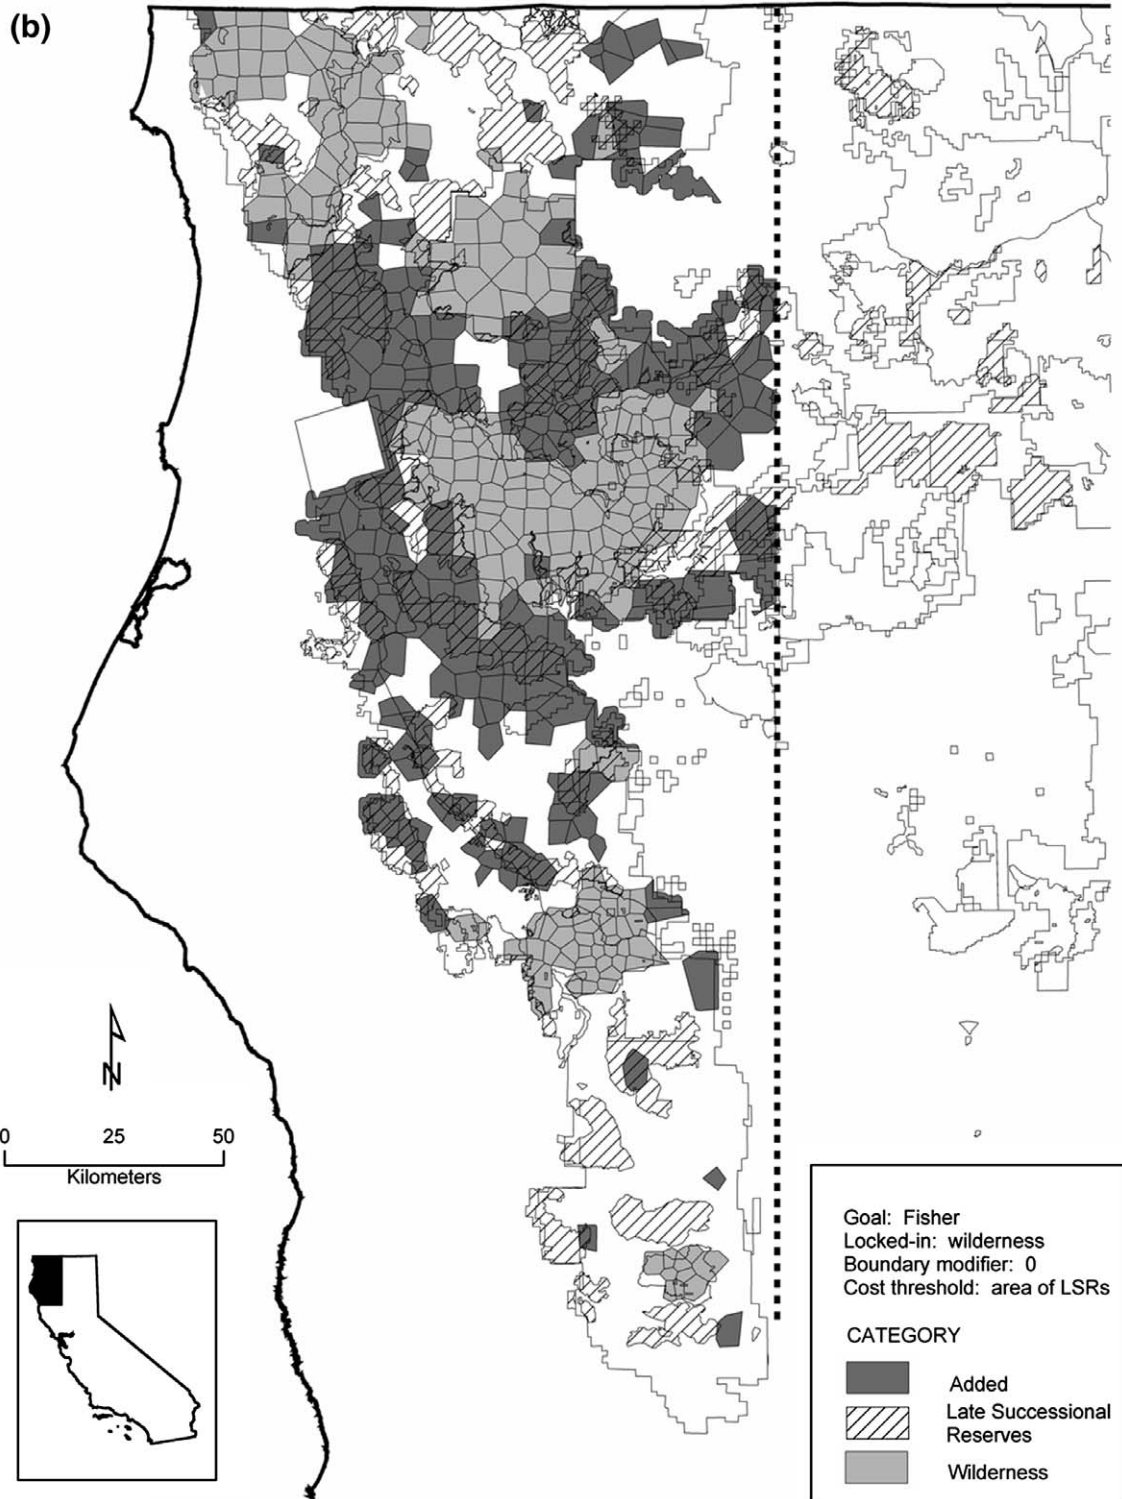 (b)
N
0 25 50
Kilometers
Goal: Fisher
Locked-in: wilderness
Boundary modifier: 0
Cost threshold: area of LSRs
CATEGORY
Added
Late Successional
Reserves
Wilderness